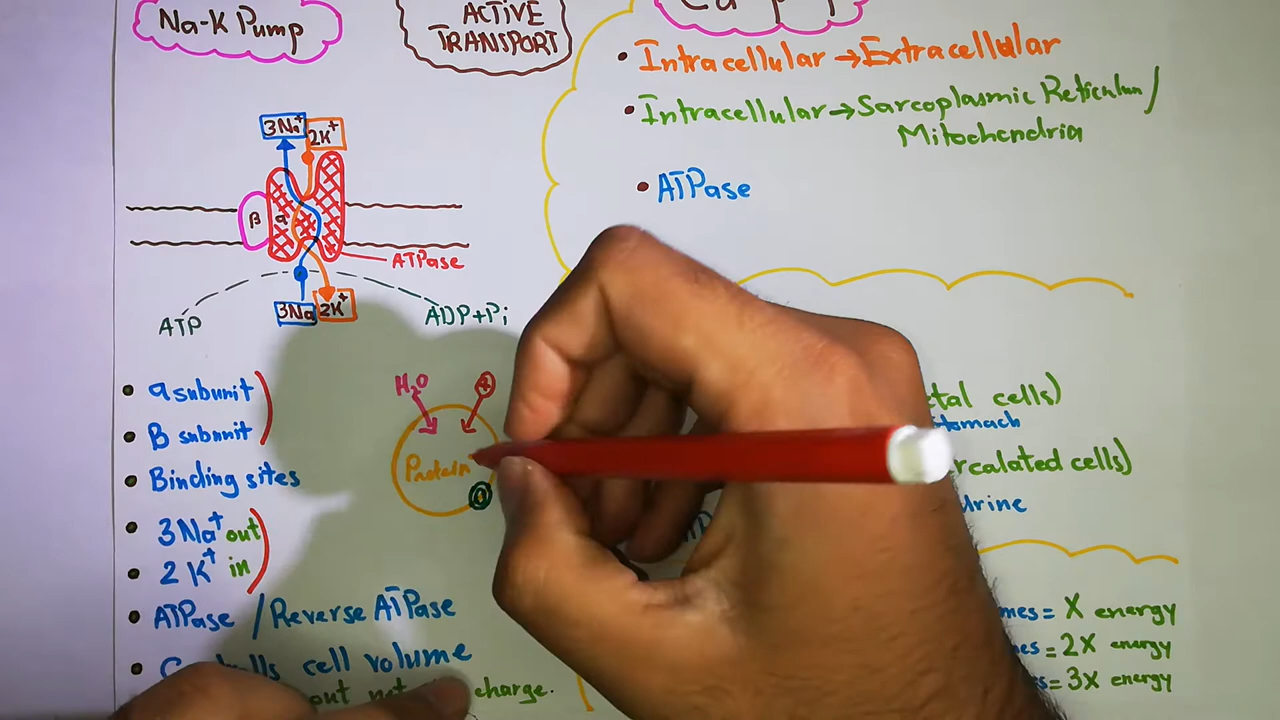 Na-K Pump
ACTIVE
TRANSPORT
Intracellular → Extracellular
Intracellular → Sarcoplasmic Reticulum /
Mitochondria
ATPase
3Na+
2K+
β
α
ATPase
3Na
2K+
ATP
ADP+Pi
α subunit
B subunit
Binding sites
3Na+ out
2 K+ in
ATPase / Reverse ATPase
cell volume
out
charge.
H₂O
Protein
cells)
cells)
= X energy
= 2X energy
= 3X energy